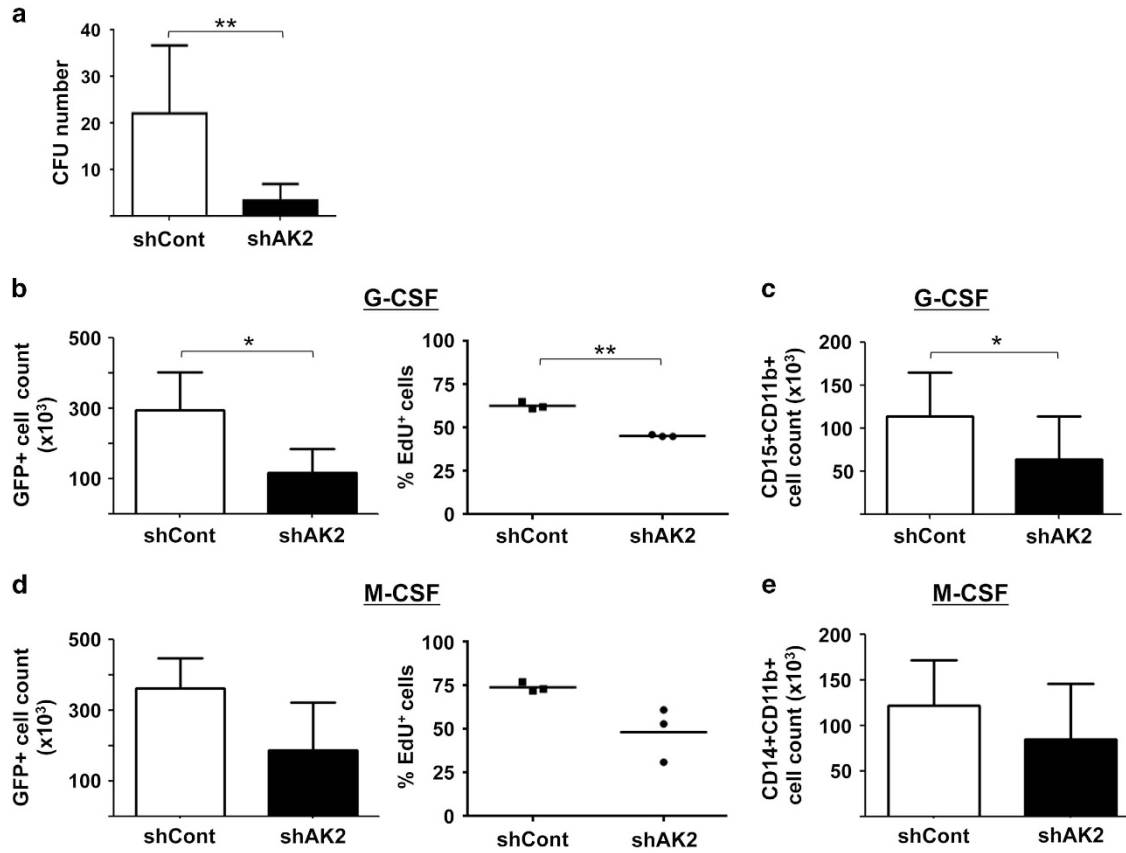 a
**
40
30
20
10
CFU number
shCont shAK2
b
G-CSF
500
300
100
GFP+ cell count
(x10³)
*
shCont shAK2
100
75
50
25
0
% EdU⁺ cells
**
shCont shAK2
c
G-CSF
200
150
100
50
CD15+CD11b+
cell count (x10³)
*
shCont shAK2
d
M-CSF
500
300
100
GFP+ cell count
(x10³)
shCont shAK2
100
75
50
25
0
% EdU⁺ cells
shCont shAK2
e
M-CSF
200
150
100
50
CD14+CD11b+
cell count (x10³)
shCont shAK2